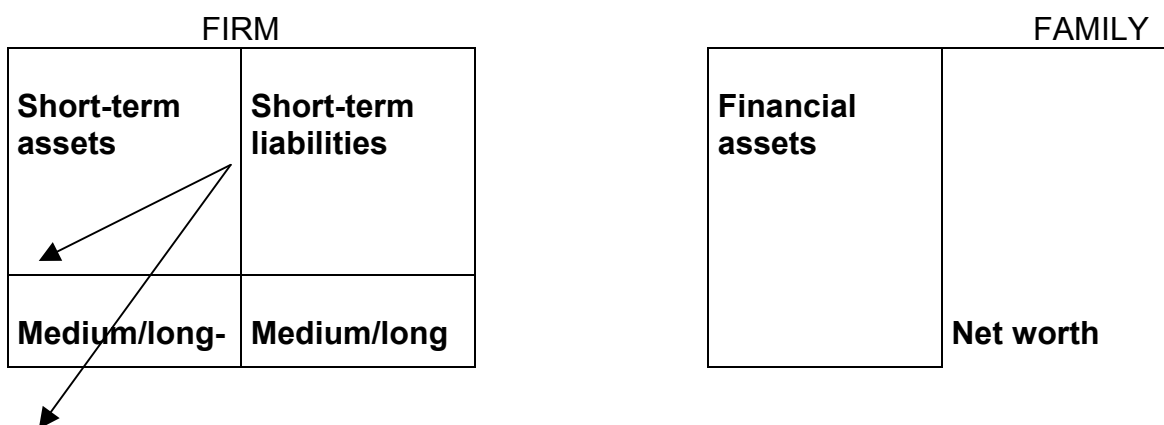 FIRM
FAMILY
Short-term
assets
Short-term
liabilities
Financial
assets
Medium/long-
Medium/long
Net worth